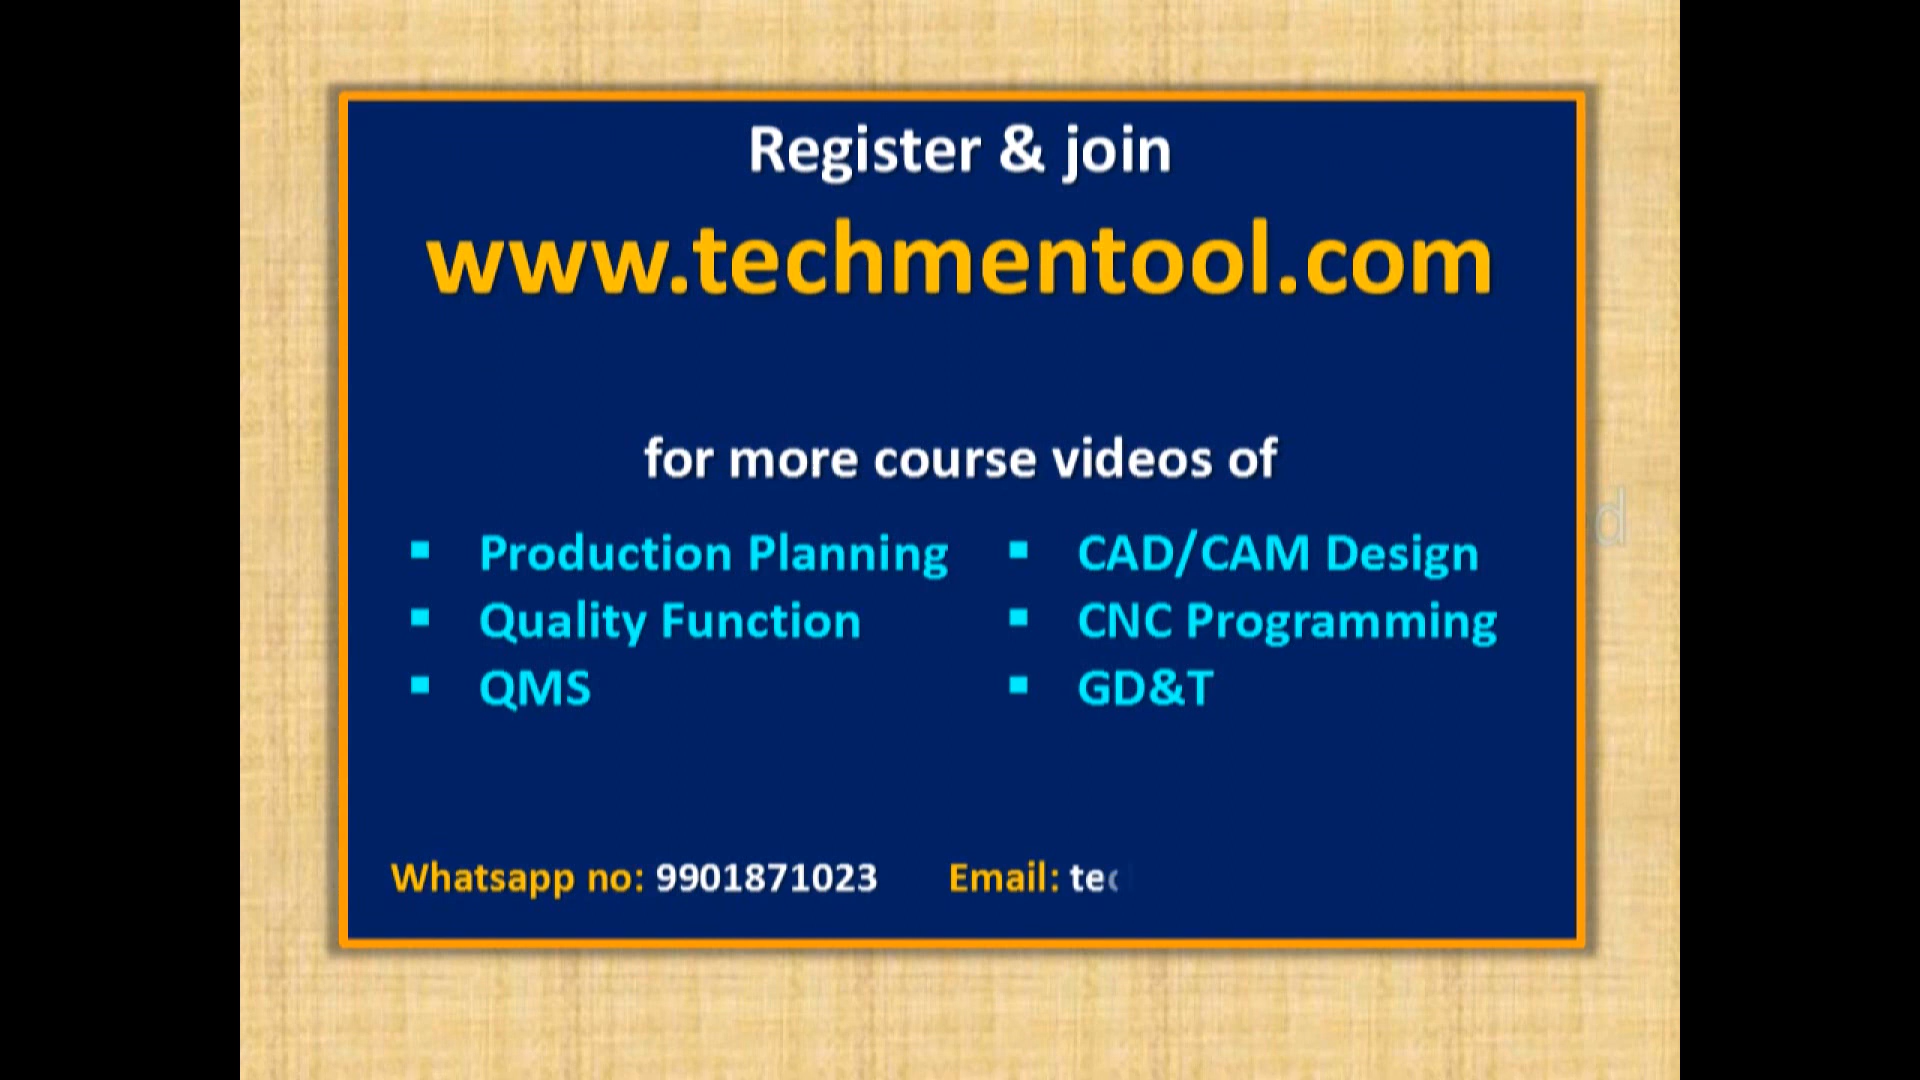 Register & join
www.techmentool.com
for more course videos of
▪ Production Planning
▪ Quality Function
▪ QMS
▪ CAD/CAM Design
▪ CNC Programming
▪ GD&T
Whatsapp no: 9901871023 Email: tec
d